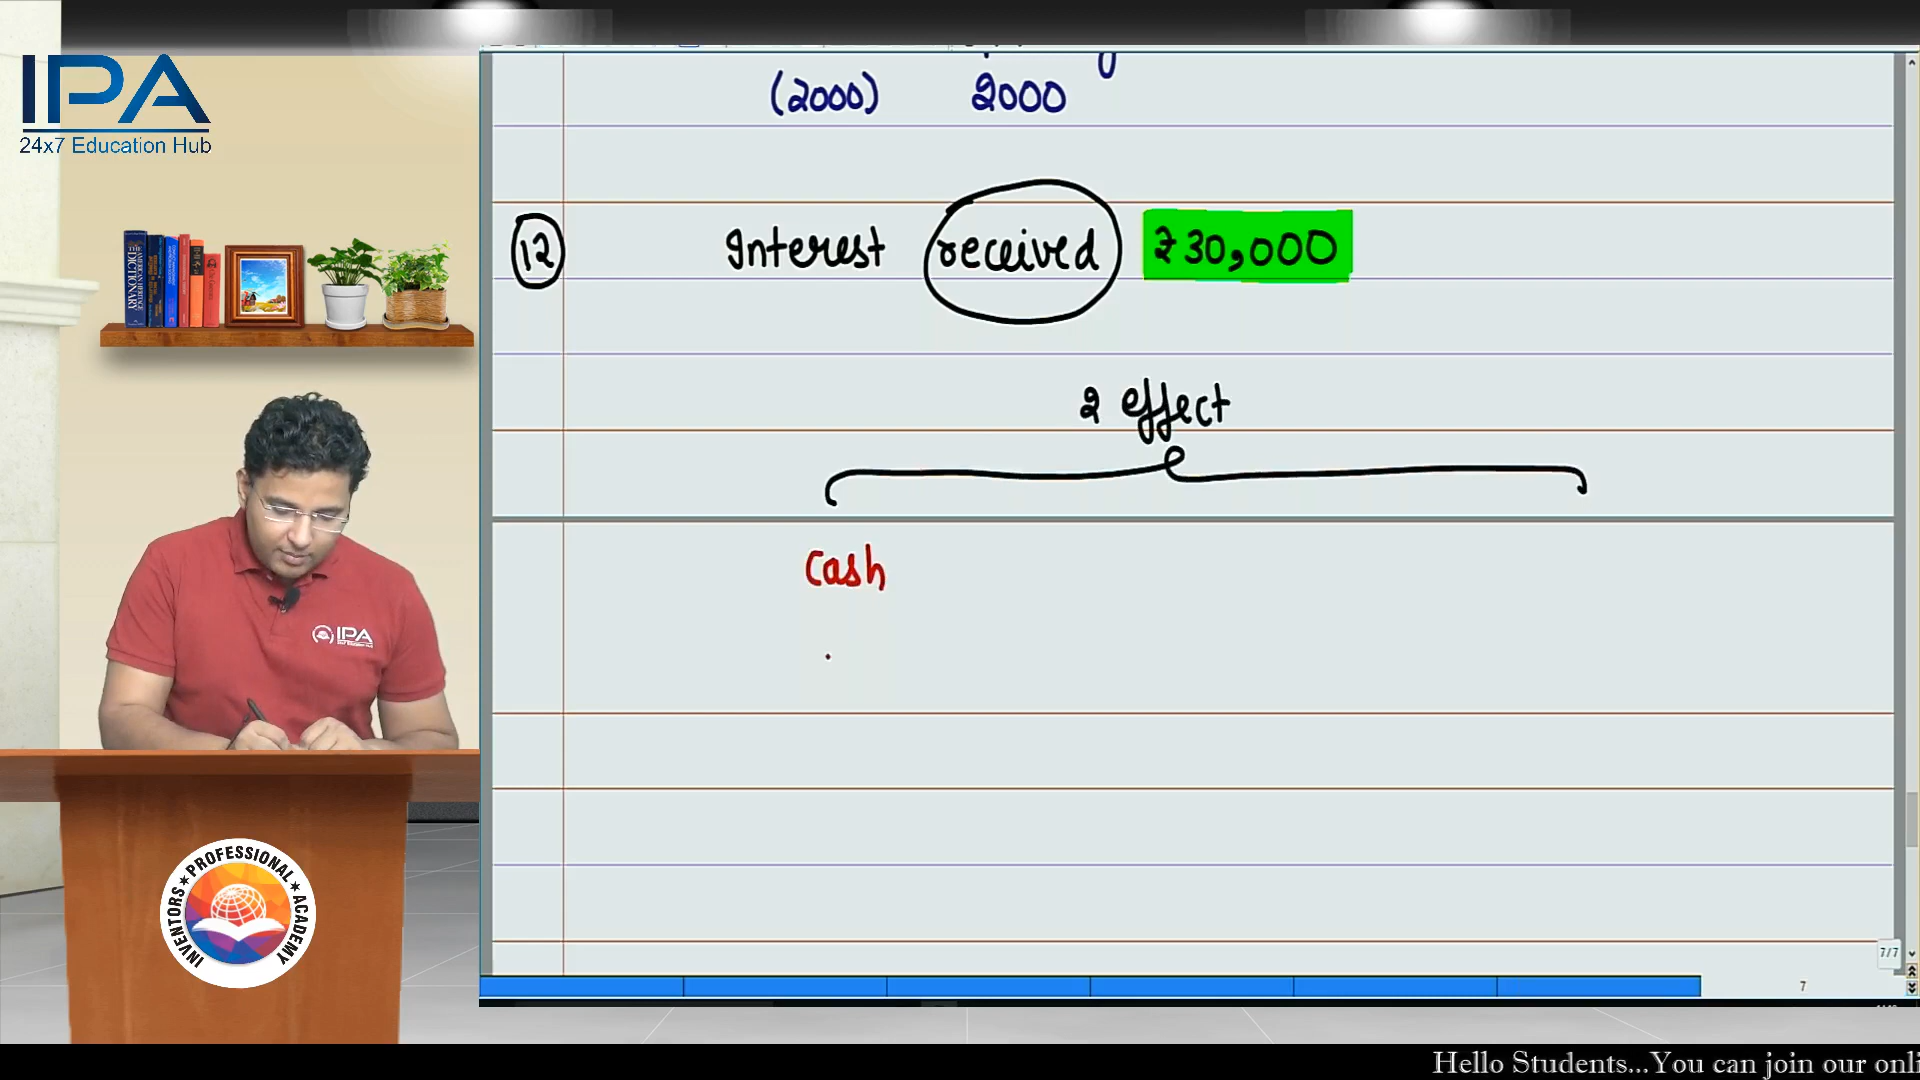 IPA
24x7 Education Hub
(2000) 2000
12 Interest received ₹30,000
2 effect
Cash
IPA
INVENTORS PROFESSIONAL ACADEMY
7/7
7
Hello Students...You can join our onli